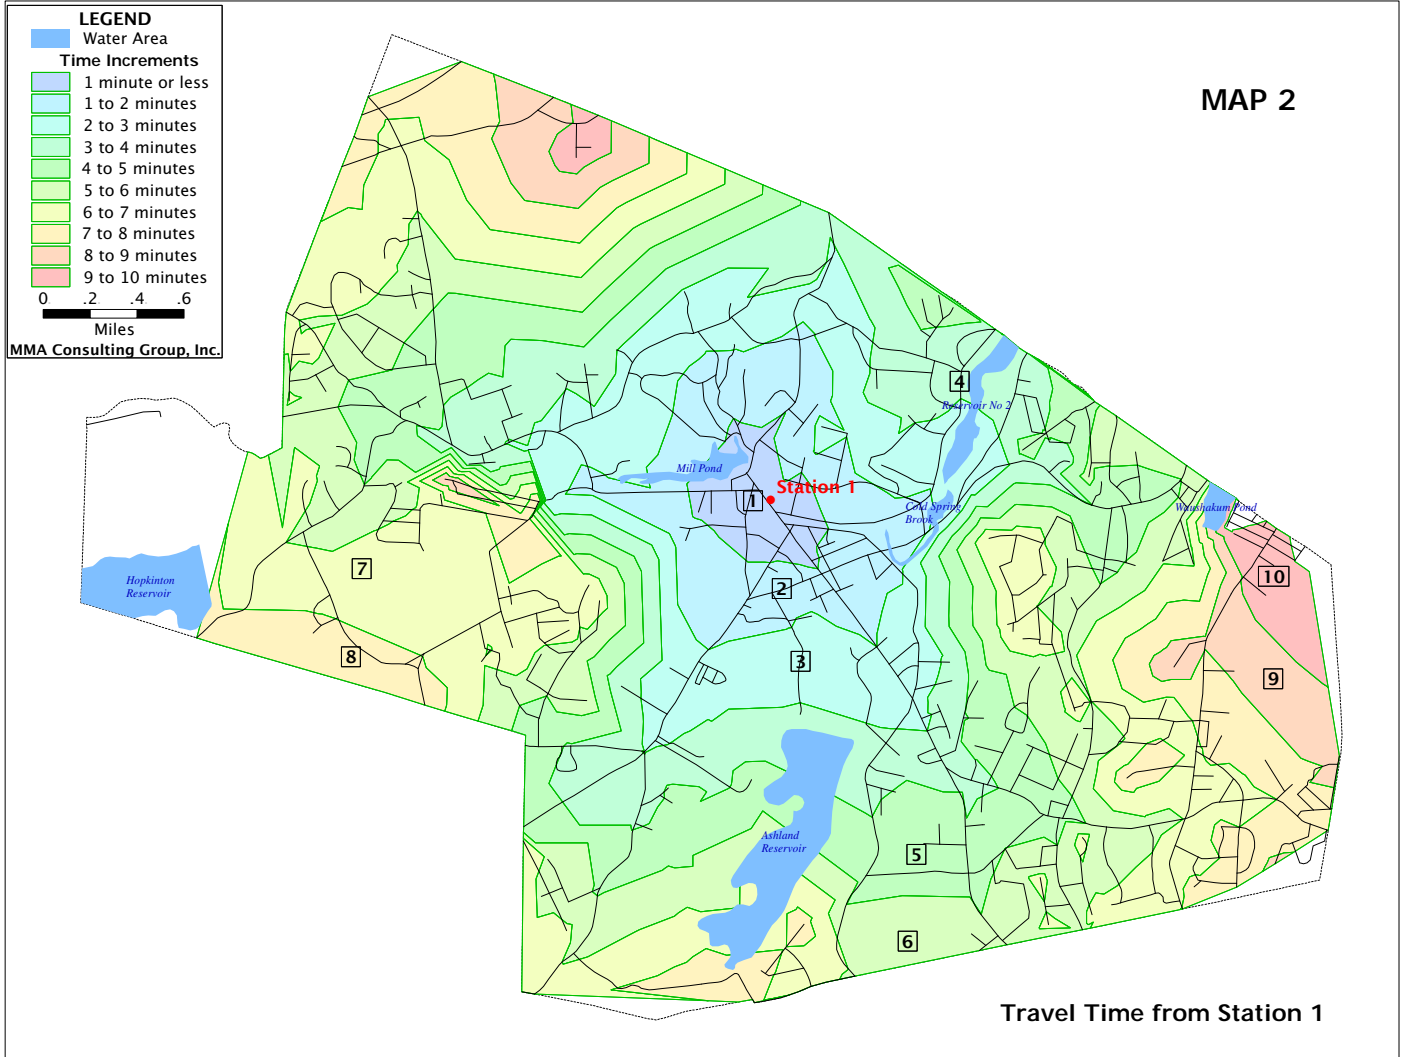 LEGEND
Water Area
Time Increments
1 minute or less
1 to 2 minutes
2 to 3 minutes
3 to 4 minutes
4 to 5 minutes
5 to 6 minutes
6 to 7 minutes
7 to 8 minutes
8 to 9 minutes
9 to 10 minutes
0 .2 .4 .6
Miles
MMA Consulting Group, Inc.
MAP 2
4
Reservoir No 2
Mill Pond
Station 1
1
Cold Spring
Brook
Waushakum Pond
7
Hopkinton
Reservoir
10
2
8
3
9
Ashland
Reservoir
5
6
Travel Time from Station 1